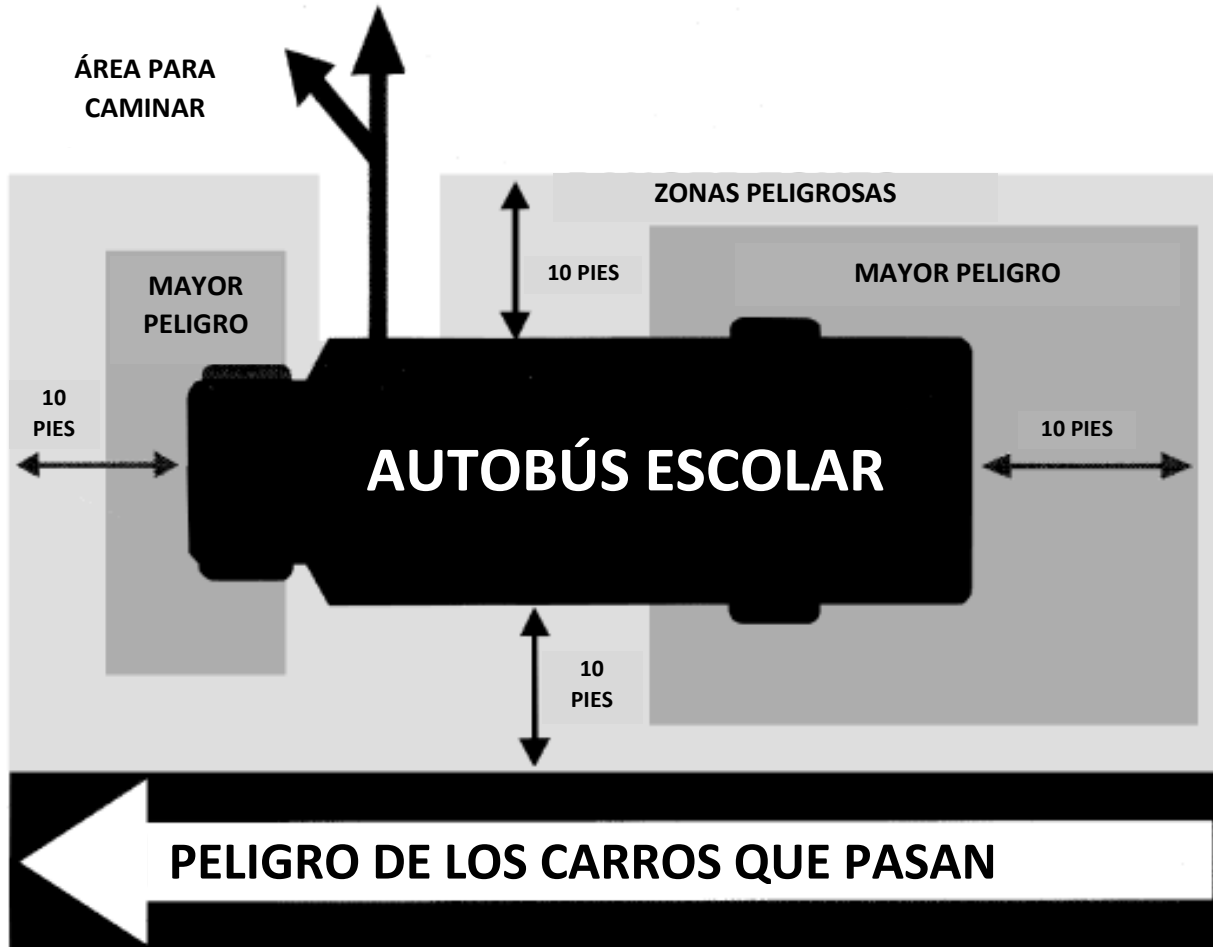 ÁREA PARA
CAMINAR
ZONAS PELIGROSAS
MAYOR
PELIGRO
10 PIES
MAYOR PELIGRO
10
PIES
10 PIES
AUTOBÚS ESCOLAR
10
PIES
PELIGRO DE LOS CARROS QUE PASAN